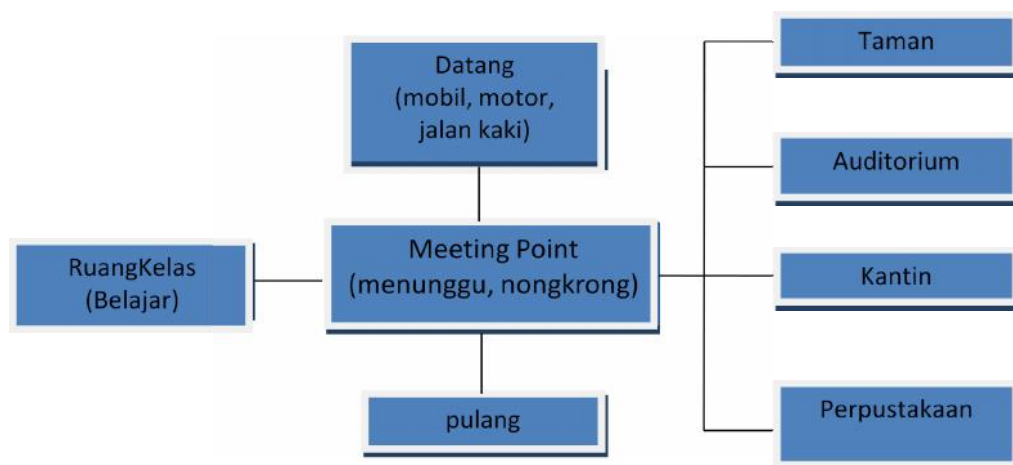 Datang
(mobil, motor,
jalan kaki)
Taman
Auditorium
Meeting Point
(menunggu, nongkrong)
RuangKelas
(Belajar)
Kantin
pulang
Perpustakaan